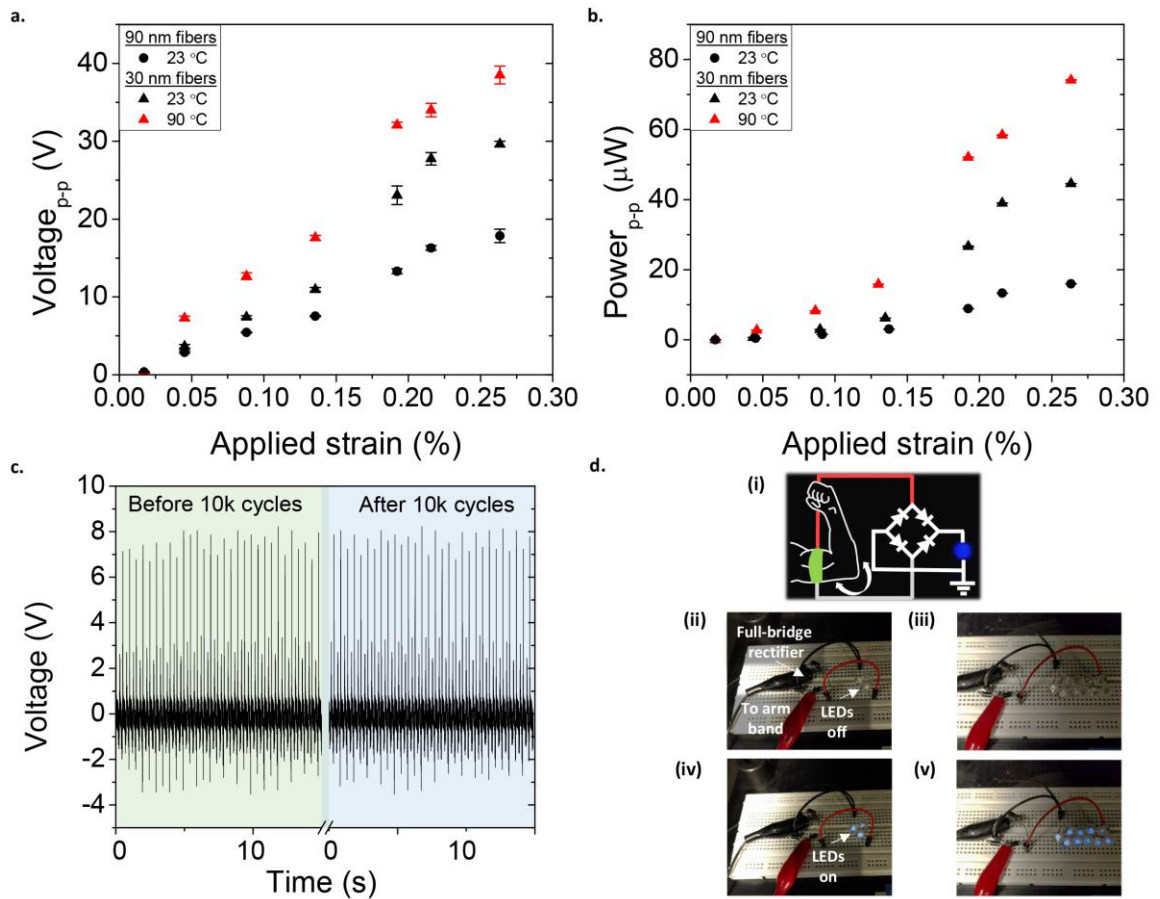 a.
90 nm fibers
23 °C
30 nm fibers
23 °C
90 °C
40
30
20
10
0
Voltage p-p (V)
0.00 0.05 0.10 0.15 0.20 0.25 0.30
Applied strain (%)
b.
90 nm fibers
23 °C
30 nm fibers
23 °C
90 °C
80
60
40
20
0
Power p-p (μW)
0.00 0.05 0.10 0.15 0.20 0.25 0.30
Applied strain (%)
c.
Before 10k cycles
After 10k cycles
10
8
6
4
2
0
-2
-4
Voltage (V)
0 10 0 10
Time (s)
d.
(i)
(ii)
Full-bridge
rectifier
To arm
band
LEDs
off
(iii)
(iv)
LEDs
on
(v)